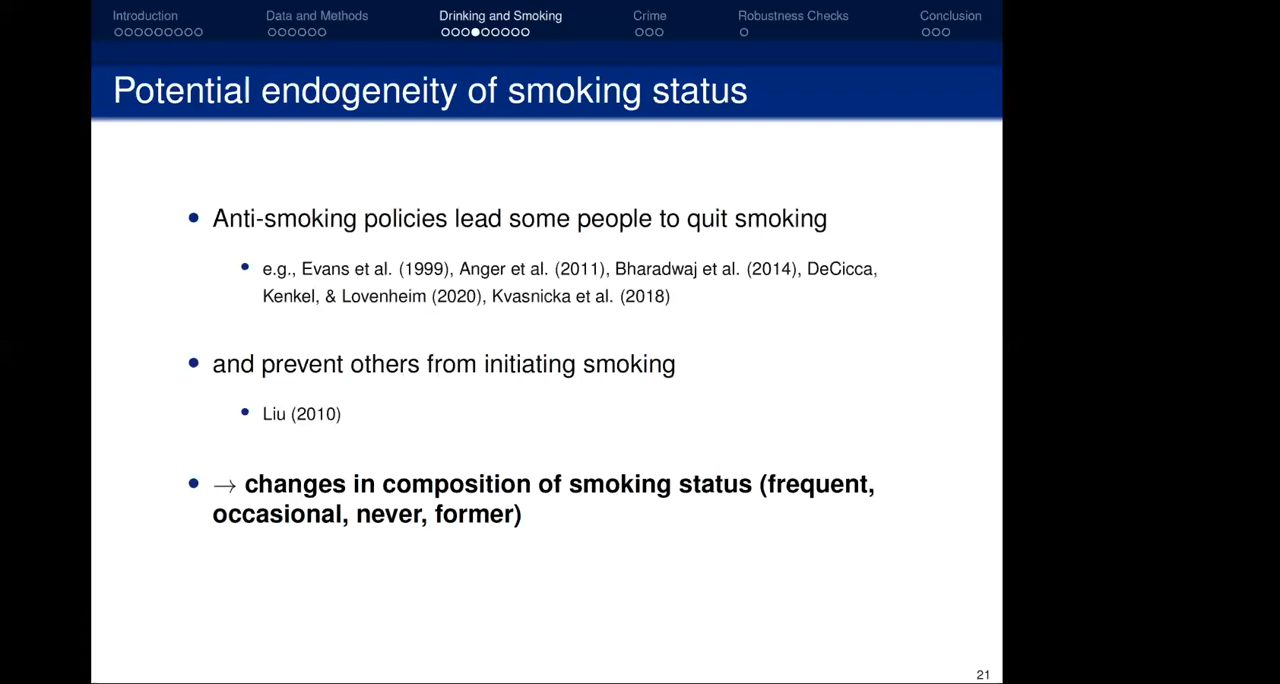 Introduction Data and Methods Drinking and Smoking Crime Robustness Checks Conclusion
Potential endogeneity of smoking status
• Anti-smoking policies lead some people to quit smoking
• e.g., Evans et al. (1999), Anger et al. (2011), Bharadwaj et al. (2014), DeCicca,
Kenkel, & Lovenheim (2020), Kvasnicka et al. (2018)
• and prevent others from initiating smoking
• Liu (2010)
• → changes in composition of smoking status (frequent,
occasional, never, former)
21